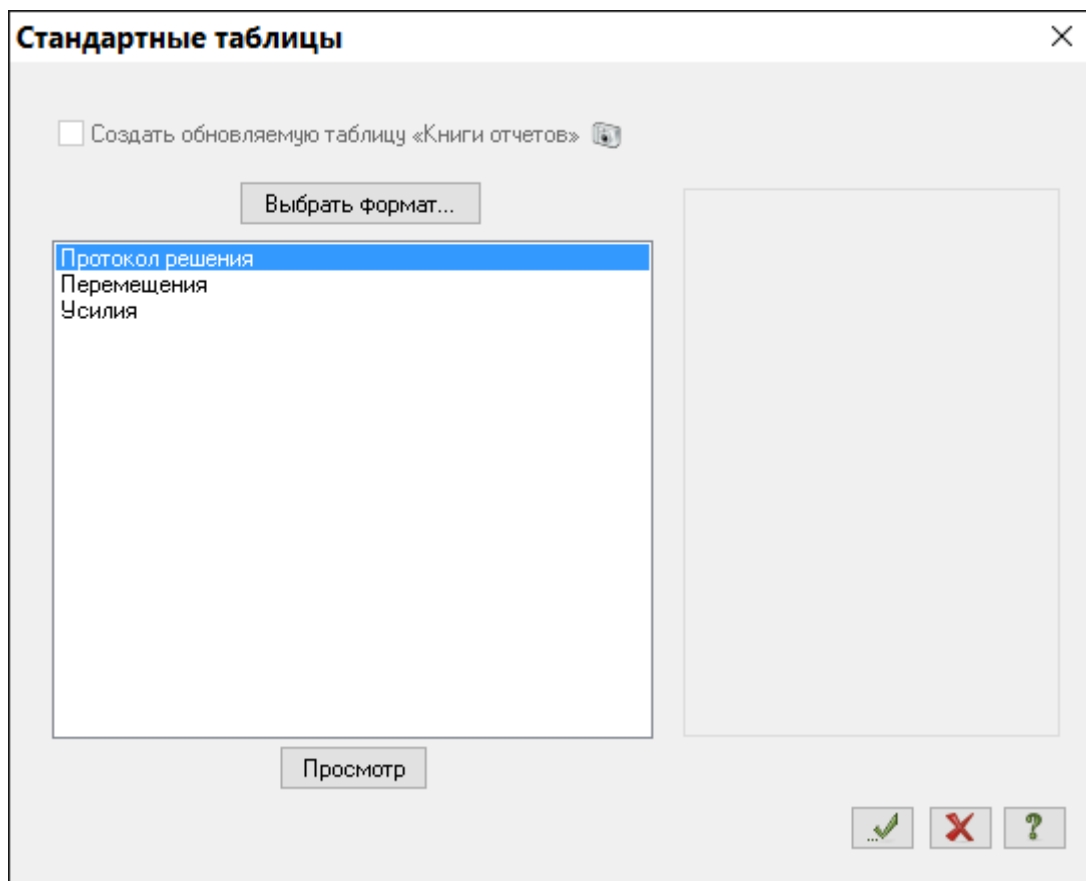 Стандартные таблицы
Создать обновляемую таблицу «Книги отчетов»
Выбрать формат...
Протокол решения
Перемещения
Усилия
Просмотр